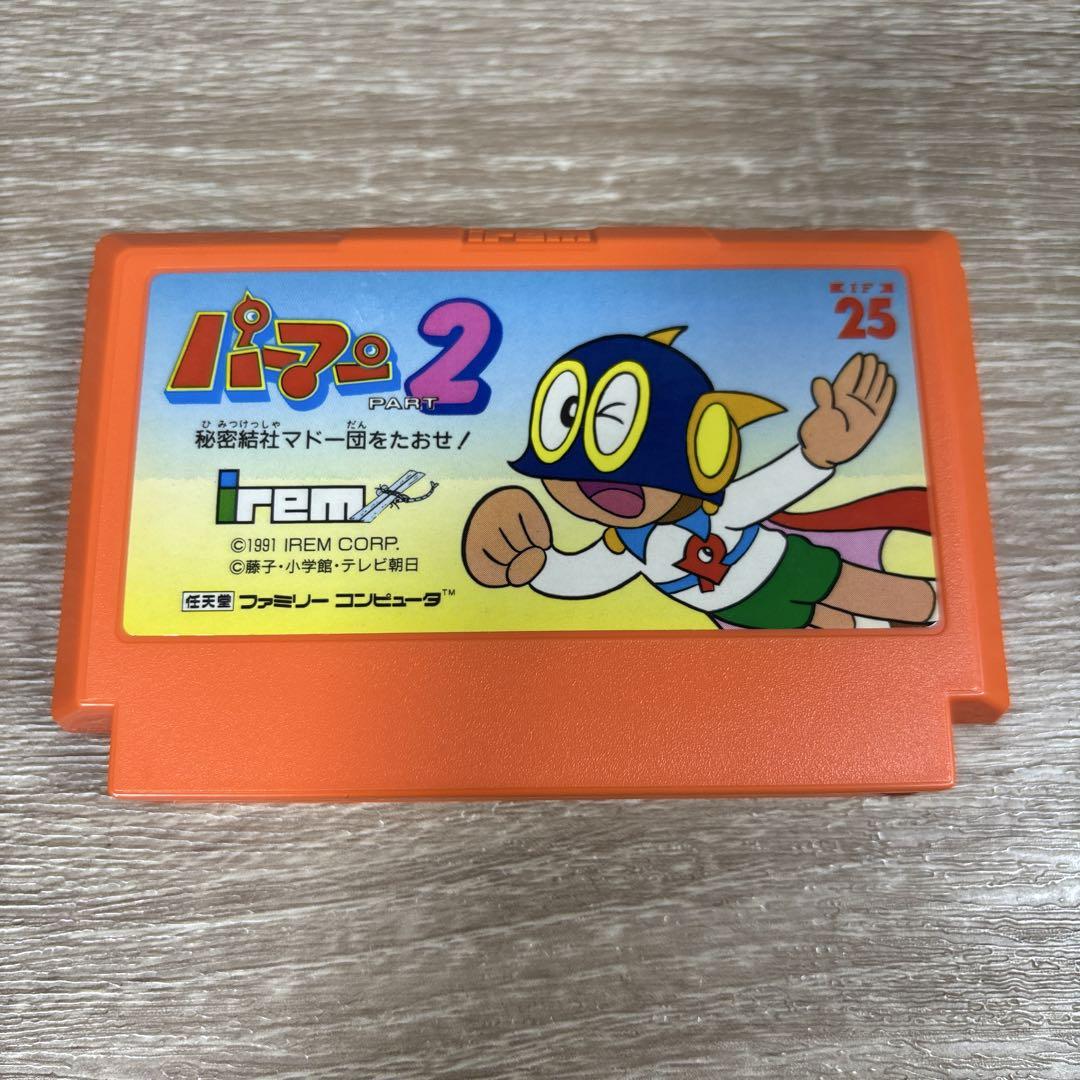 irem
IF
25
パーマン
PART 2
ひみつけっしゃ だん
秘密結社マドー団をたおせ!
irem
©1991 IREM CORP.
©藤子・小学館・テレビ朝日
任天堂 ファミリー コンピュータ™
P